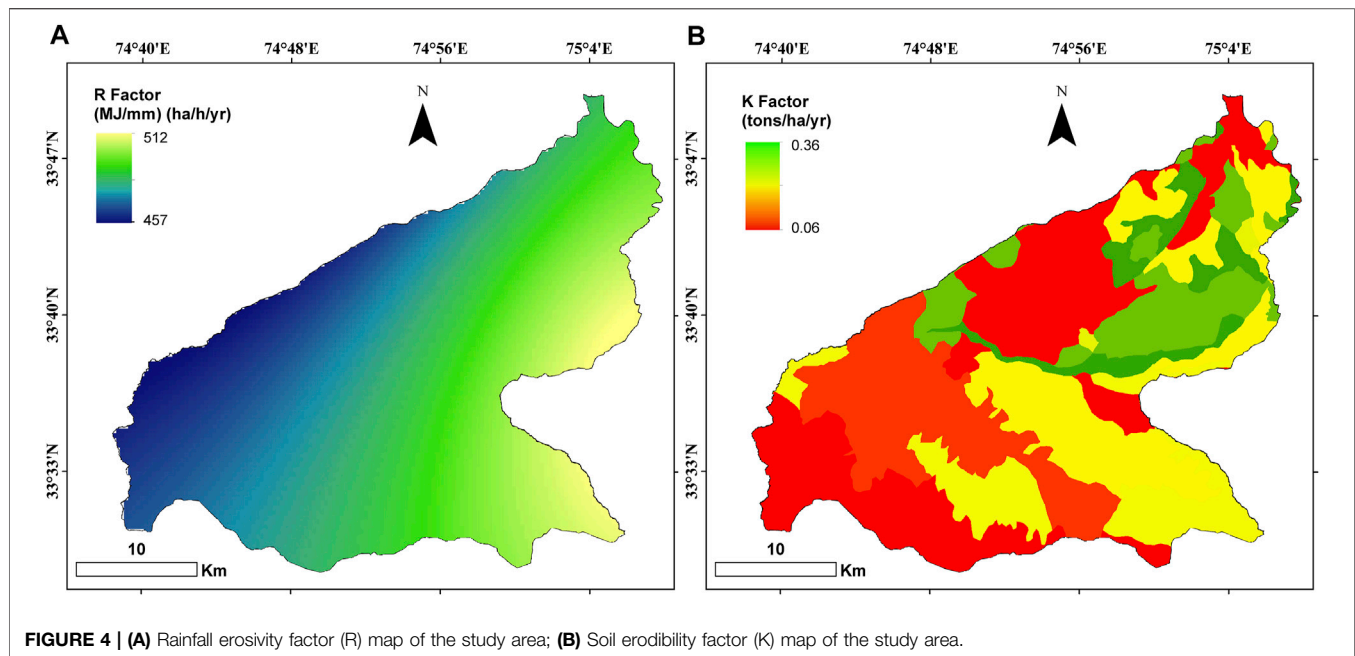 A
74°40'E 74°48'E 74°56'E 75°4'E
R Factor
(MJ/mm) (ha/h/yr)
512
457
N
33°47'N
33°40'N
33°33'N
10
Km
B
74°40'E 74°48'E 74°56'E 75°4'E
K Factor
(tons/ha/yr)
0.36
0.06
N
33°47'N
33°40'N
33°33'N
10
Km
FIGURE 4 | (A) Rainfall erosivity factor (R) map of the study area; (B) Soil erodibility factor (K) map of the study area.